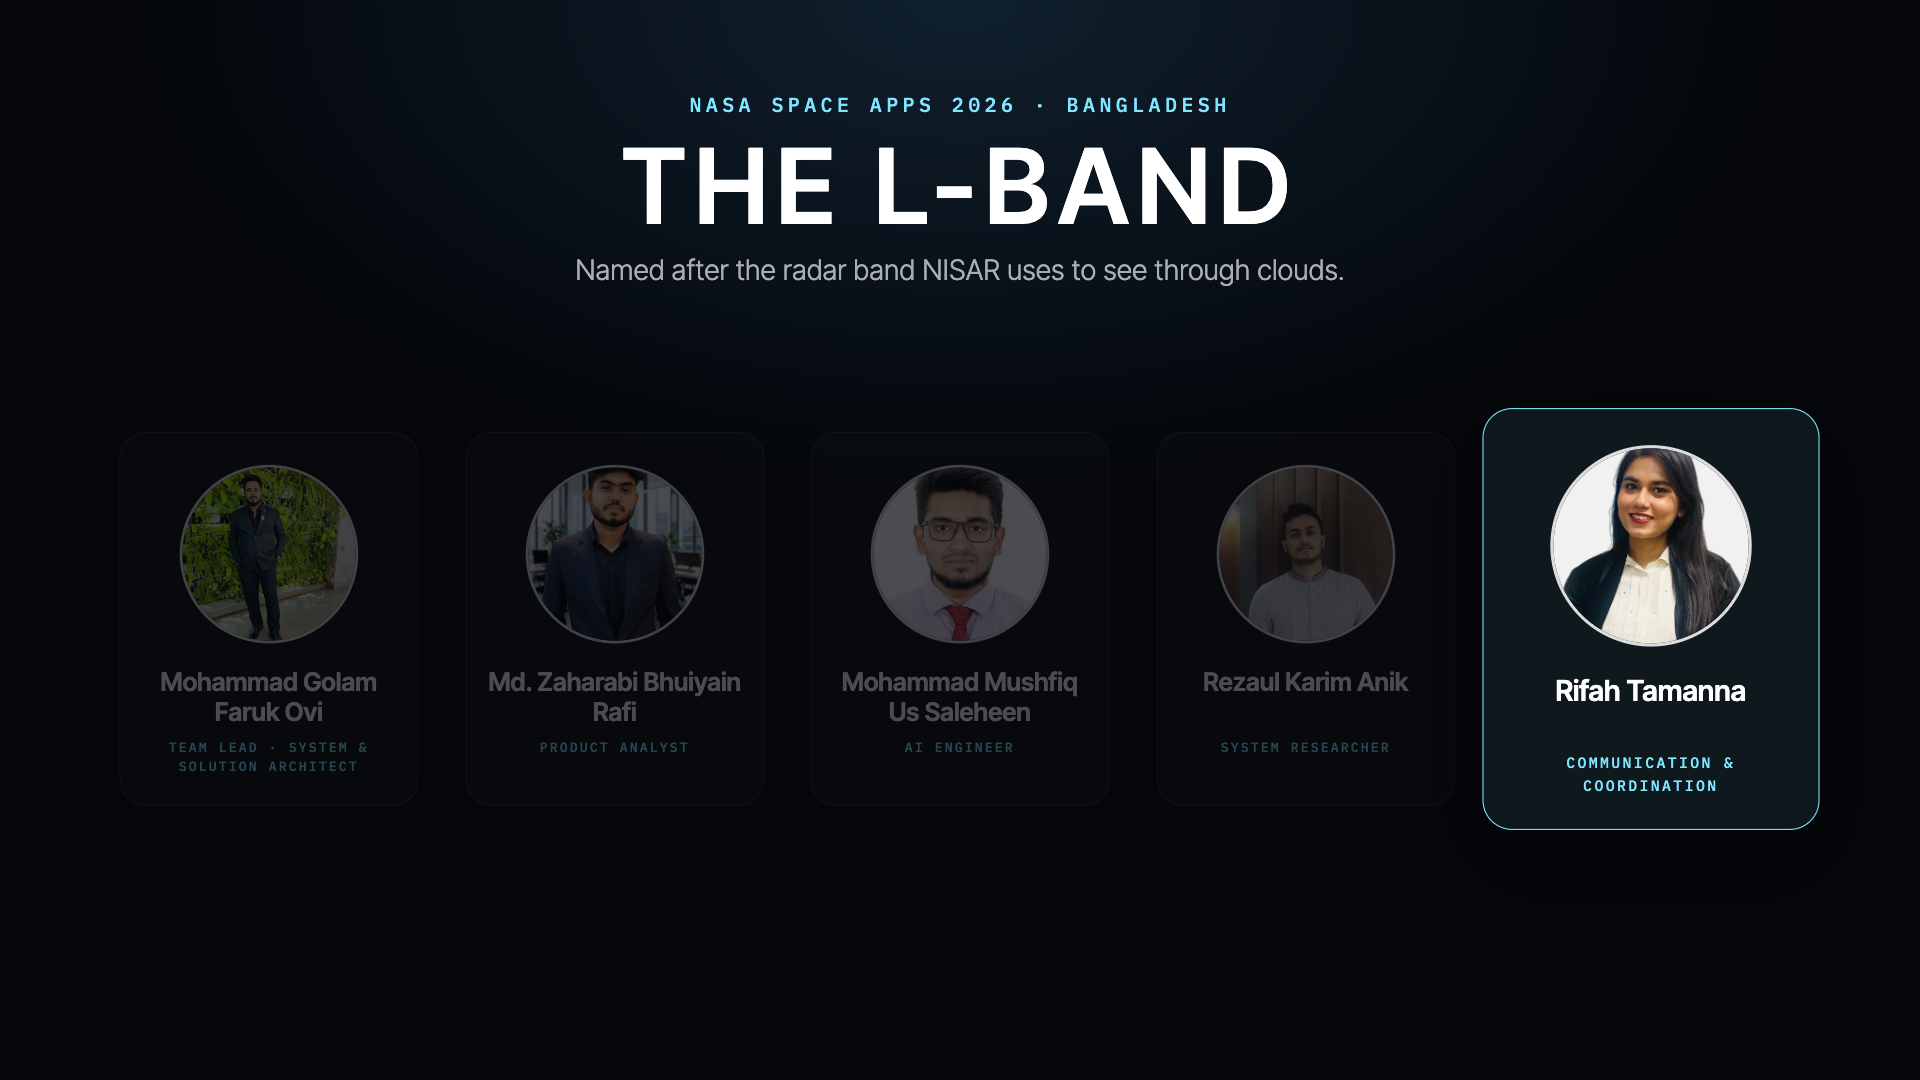 NASA SPACE APPS 2026 · BANGLADESH
THE L-BAND
Named after the radar band NISAR uses to see through clouds.
Mohammad Golam
Faruk Ovi
TEAM LEAD · SYSTEM &
SOLUTION ARCHITECT
Md. Zaharabi Bhuiyain
Rafi
PRODUCT ANALYST
Mohammad Mushfiq
Us Saleheen
AI ENGINEER
Rezaul Karim Anik
SYSTEM RESEARCHER
Rifah Tamanna
COMMUNICATION &
COORDINATION